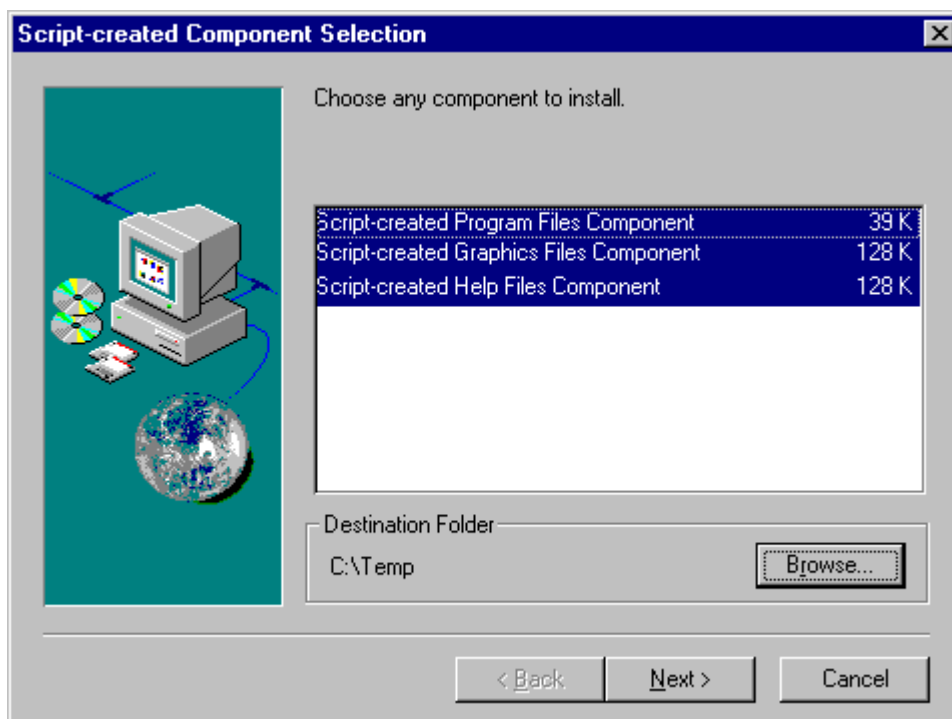 Script-created Component Selection
Choose any component to install.
Script-created Program Files Component 39 K
Script-created Graphics Files Component 128 K
Script-created Help Files Component 128 K
Destination Folder
C:\Temp
Browse...
< Back
Next >
Cancel